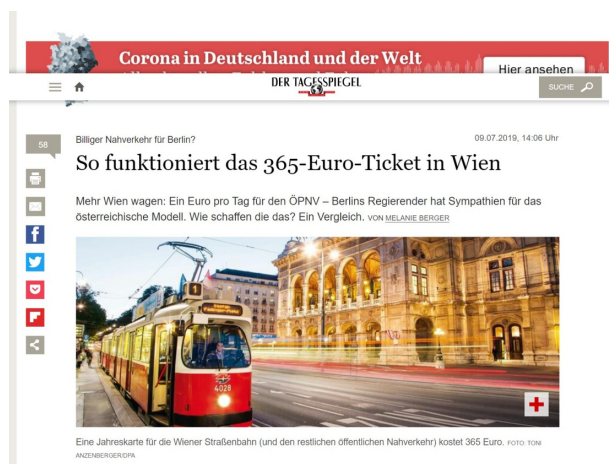 Corona in Deutschland und der Welt
Hier ansehen
DER TAGESSPIEGEL
SUCHE
58
Billiger Nahverkehr für Berlin?
09.07.2019, 14:06 Uhr
So funktioniert das 365-Euro-Ticket in Wien
Mehr Wien wagen: Ein Euro pro Tag für den ÖPNV – Berlins Regierender hat Sympathien für das
österreichische Modell. Wie schaffen die das? Ein Vergleich. VON MELANIE BERGER
1
4028
Eine Jahreskarte für die Wiener Straßenbahn (und den restlichen öffentlichen Nahverkehr) kostet 365 Euro. FOTO: TONI
ANZENBERGER/DPA